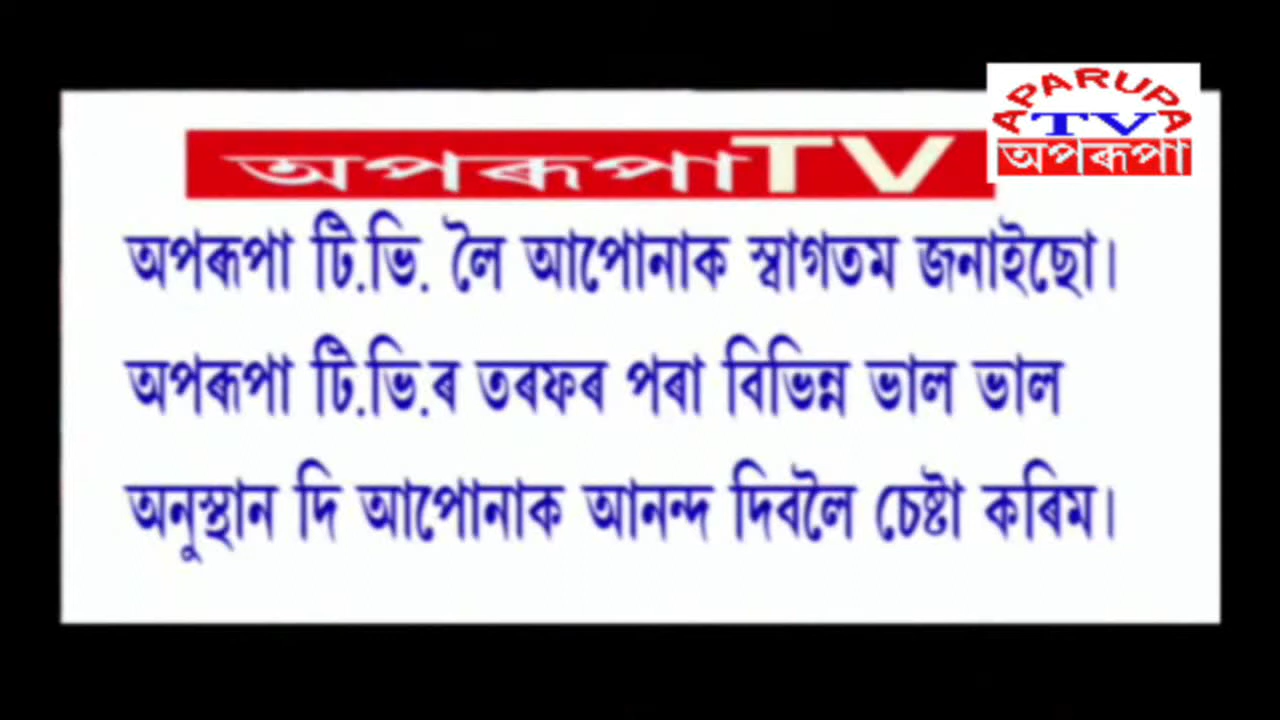 APARUPA
TV
অপৰূপা
অপৰূপাTV
অপৰূপা টি.ভি. লৈ আপোনাক স্বাগতম জনাইছো।
অপৰূপা টি.ভি.ৰ তৰফৰ পৰা বিভিন্ন ভাল ভাল
অনুস্থান দি আপোনাক আনন্দ দিবলৈ চেষ্টা কৰিম।